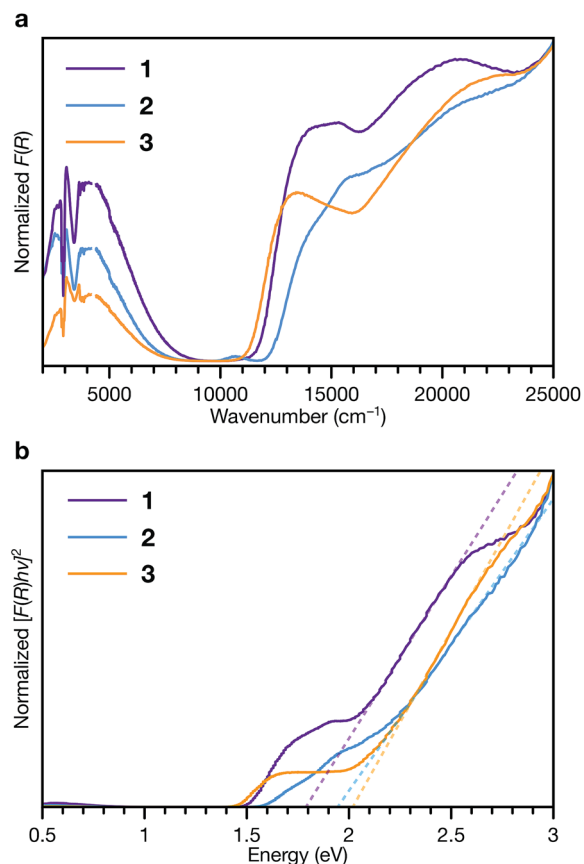 a
Normalized F(R)
1
2
3
5000 10000 15000 20000 25000
Wavenumber (cm⁻¹)
b
Normalized [F(R)hν]²
1
2
3
0.5 1 1.5 2 2.5 3
Energy (eV)